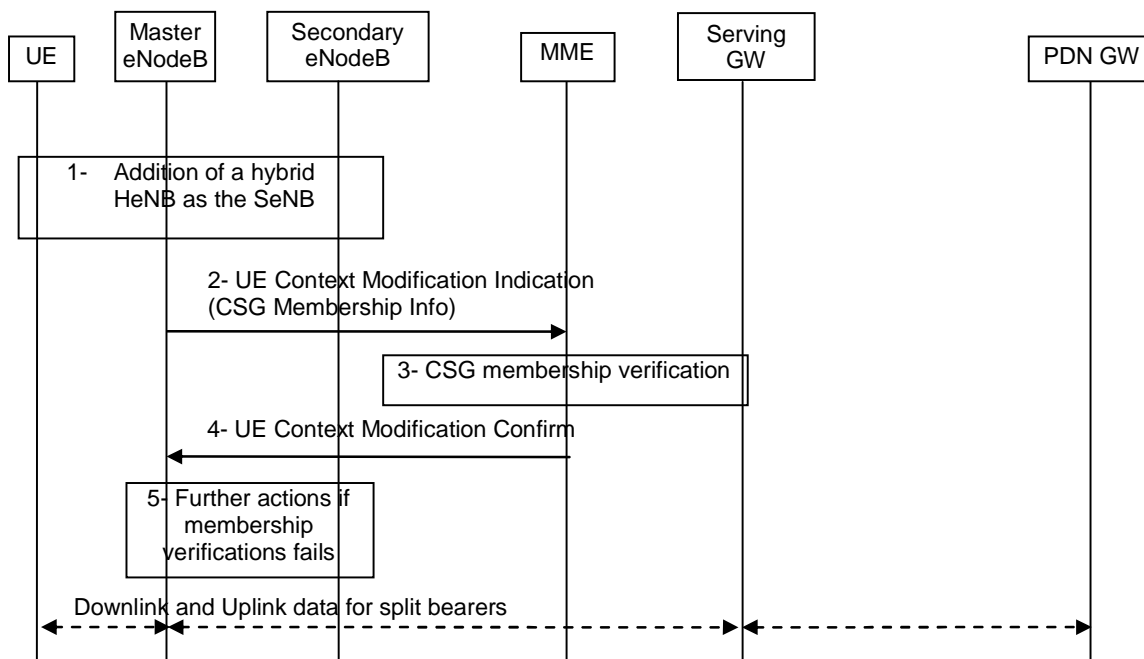 UE
Master
eNodeB
Secondary
eNodeB
MME
Serving
GW
PDN GW
1- Addition of a hybrid
HeNB as the SeNB
2- UE Context Modification Indication
(CSG Membership Info)
3- CSG membership verification
4- UE Context Modification Confirm
5- Further actions if
membership
verifications fails
Downlink and Uplink data for split bearers